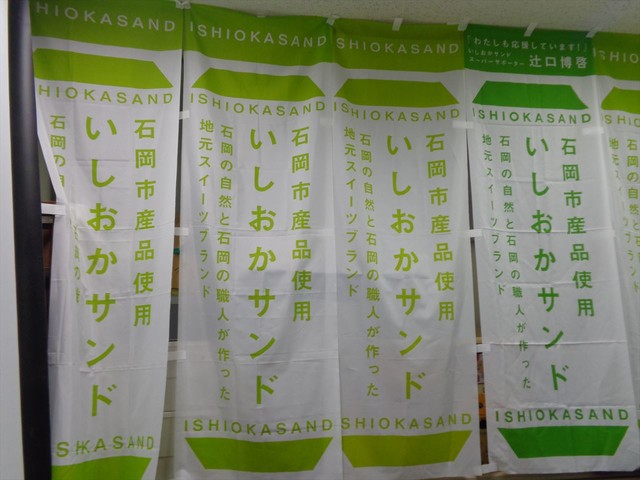 ISHIOKASAND
HIOKASAND
石岡市産品使用
いしおかサンド
石岡の
ISHIOKASAND
ISHIOKASAND
ISHIOKASAND
石岡市産品使用
いしおかサンド
石岡の自然と石岡の職人が作った
地元スイーツブランド
ISHIOKASAND
ISHIOKASAND
ISHIOKASAND
石岡市産品使用
いしおかサンド
石岡の自然と石岡の職人が作った
地元スイーツブランド
ISHIOKASAND
「わたしも応援しています!」
いしおかサンド
スーパーサポーター 辻口博啓
ISHIOKASAND
石岡市産品使用
いしおかサンド
石岡の自然と石岡の職人が作った
地元スイーツブランド
ISHIOKASAND